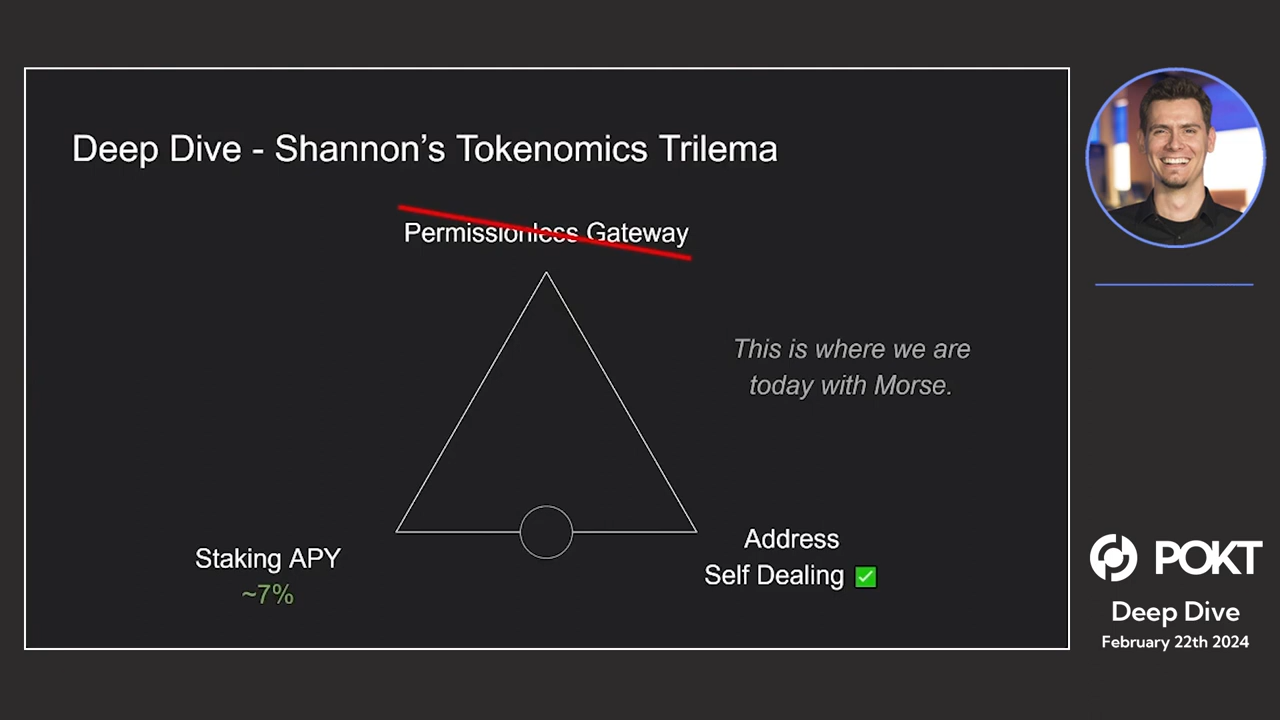 Deep Dive - Shannon's Tokenomics Trilema
Permissionless Gateway
This is where we are
today with Morse.
Staking APY
~7%
Address
Self Dealing ✅
POKT
Deep Dive
February 22th 2024